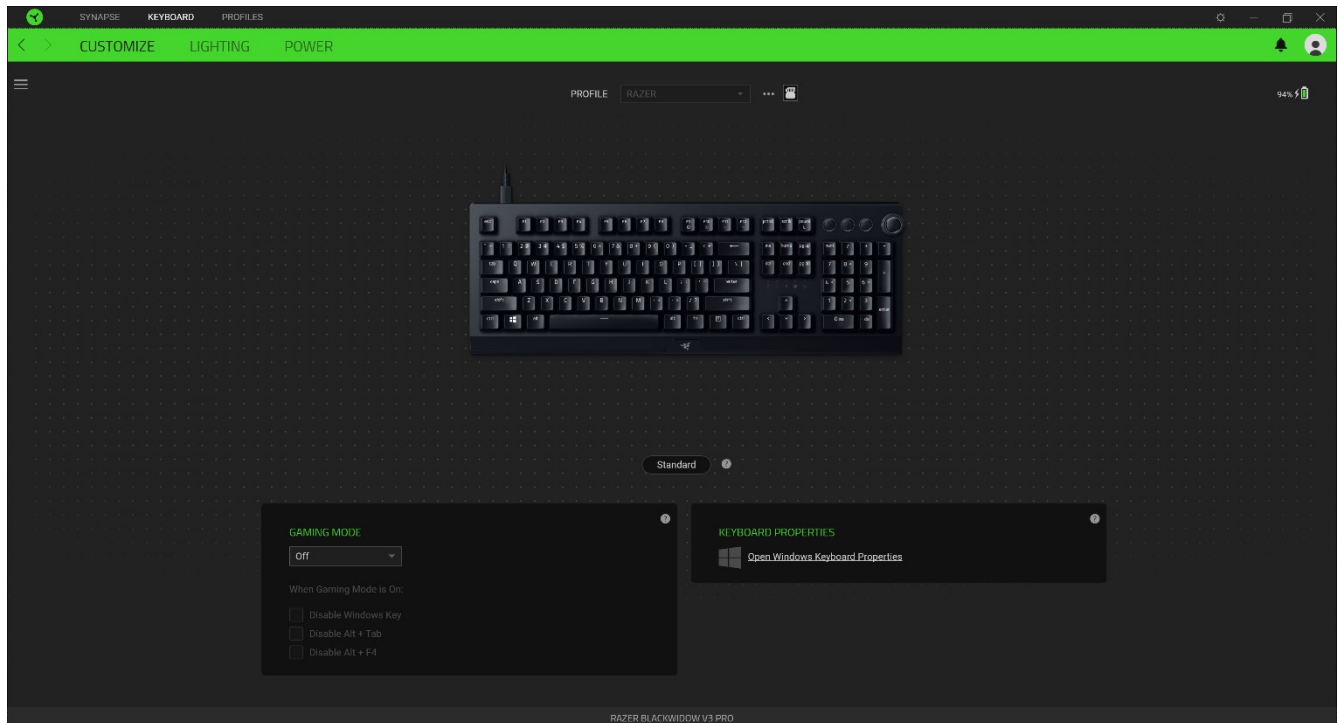 SYNAPSE KEYBOARD PROFILES
CUSTOMIZE LIGHTING POWER
PROFILE RAZER
94%
Standard
GAMING MODE
Off
When Gaming Mode is On:
Disable Windows Key
Disable Alt + Tab
Disable Alt + F4
KEYBOARD PROPERTIES
Open Windows Keyboard Properties
RAZER BLACKWIDOW V3 PRO